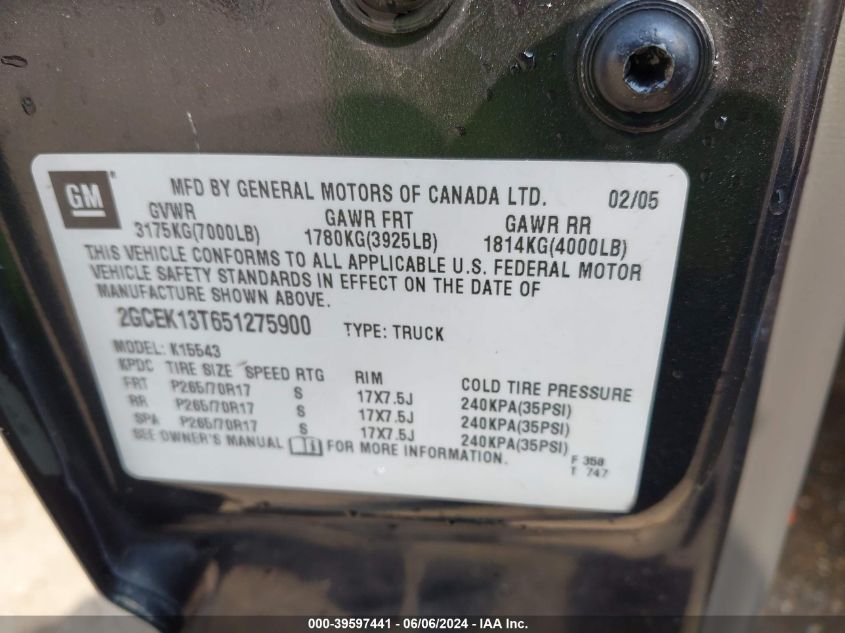 GM
MFD BY GENERAL MOTORS OF CANADA LTD. 02/05
GVWR GAWR FRT GAWR RR
3175KG(7000LB) 1780KG(3925LB) 1814KG(4000LB)
THIS VEHICLE CONFORMS TO ALL APPLICABLE U.S. FEDERAL MOTOR
VEHICLE SAFETY STANDARDS IN EFFECT ON THE DATE OF
MANUFACTURE SHOWN ABOVE.
2GCEK13T651275900 TYPE: TRUCK
MODEL: K15543
KPDC TIRE SIZE SPEED RTG RIM COLD TIRE PRESSURE
FRT P265/70R17 S 17X7.5J 240KPA(35PSI)
RR P265/70R17 S 17X7.5J 240KPA(35PSI)
SPA P265/70R17 S 17X7.5J 240KPA(35PSI)
SEE OWNER'S MANUAL FOR MORE INFORMATION.
F 358
T 747
000-39597441 - 06/06/2024 - IAA Inc.